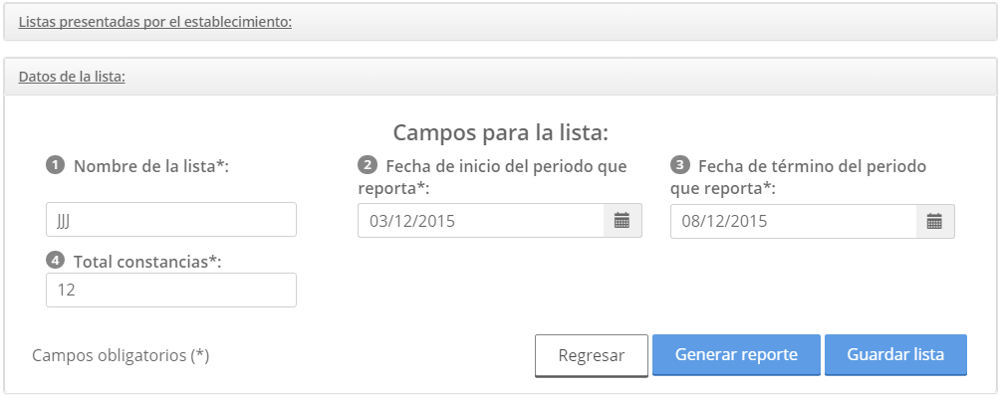 Listas presentadas por el establecimiento:
Datos de la lista:
Campos para la lista:
1 Nombre de la lista*:
JJJ
2 Fecha de inicio del periodo que
reporta*:
03/12/2015
3 Fecha de término del periodo
que reporta*:
08/12/2015
4 Total constancias*:
12
Campos obligatorios (*)
Regresar
Generar reporte
Guardar lista